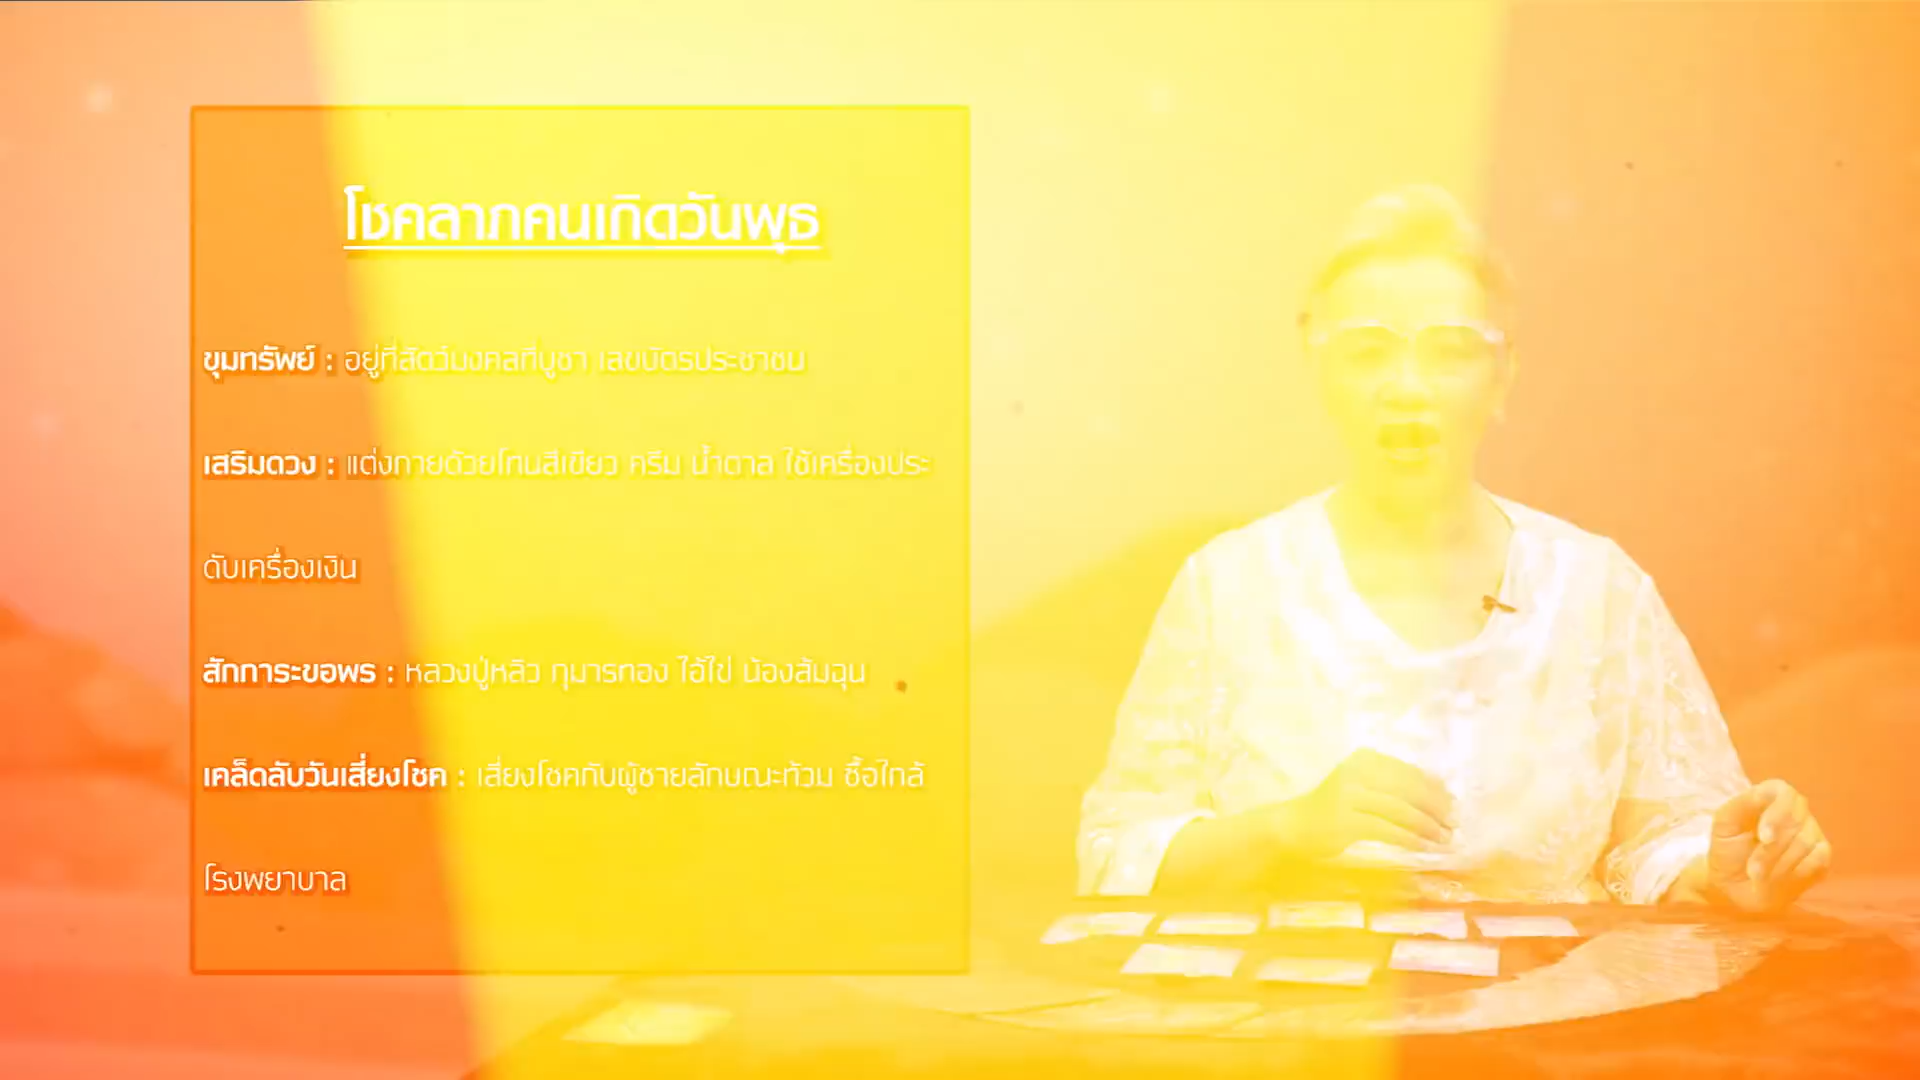 โชคลาภคนเกิดวันพุธ
ขุมทรัพย์ : อยู่ที่สัตว์มงคลที่บูชา เลขบัตรประชาชน
เสริมดวง : แต่งกายด้วยโทนสีเขียว ครีม น้ำตาล ใช้เครื่องประ
ดับเครื่องเงิน
สักการะขอพร : หลวงปู่หลิว กุมารทอง ไอ้ไข่ น้องส้มฉุน
เคล็ดลับวันเสี่ยงโชค : เสี่ยงโชคกับผู้ชายลักษณะท้วม ซื้อใกล้
โรงพยาบาล